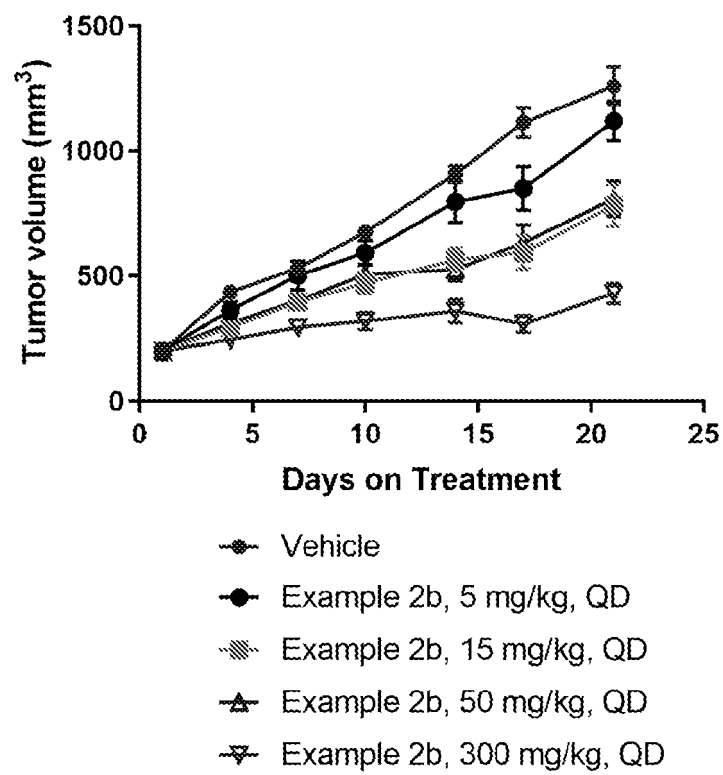 1500
1000
500
0
Tumor volume (mm³)
0 5 10 15 20 25
Days on Treatment
Vehicle
Example 2b, 5 mg/kg, QD
Example 2b, 15 mg/kg, QD
Example 2b, 50 mg/kg, QD
Example 2b, 300 mg/kg, QD